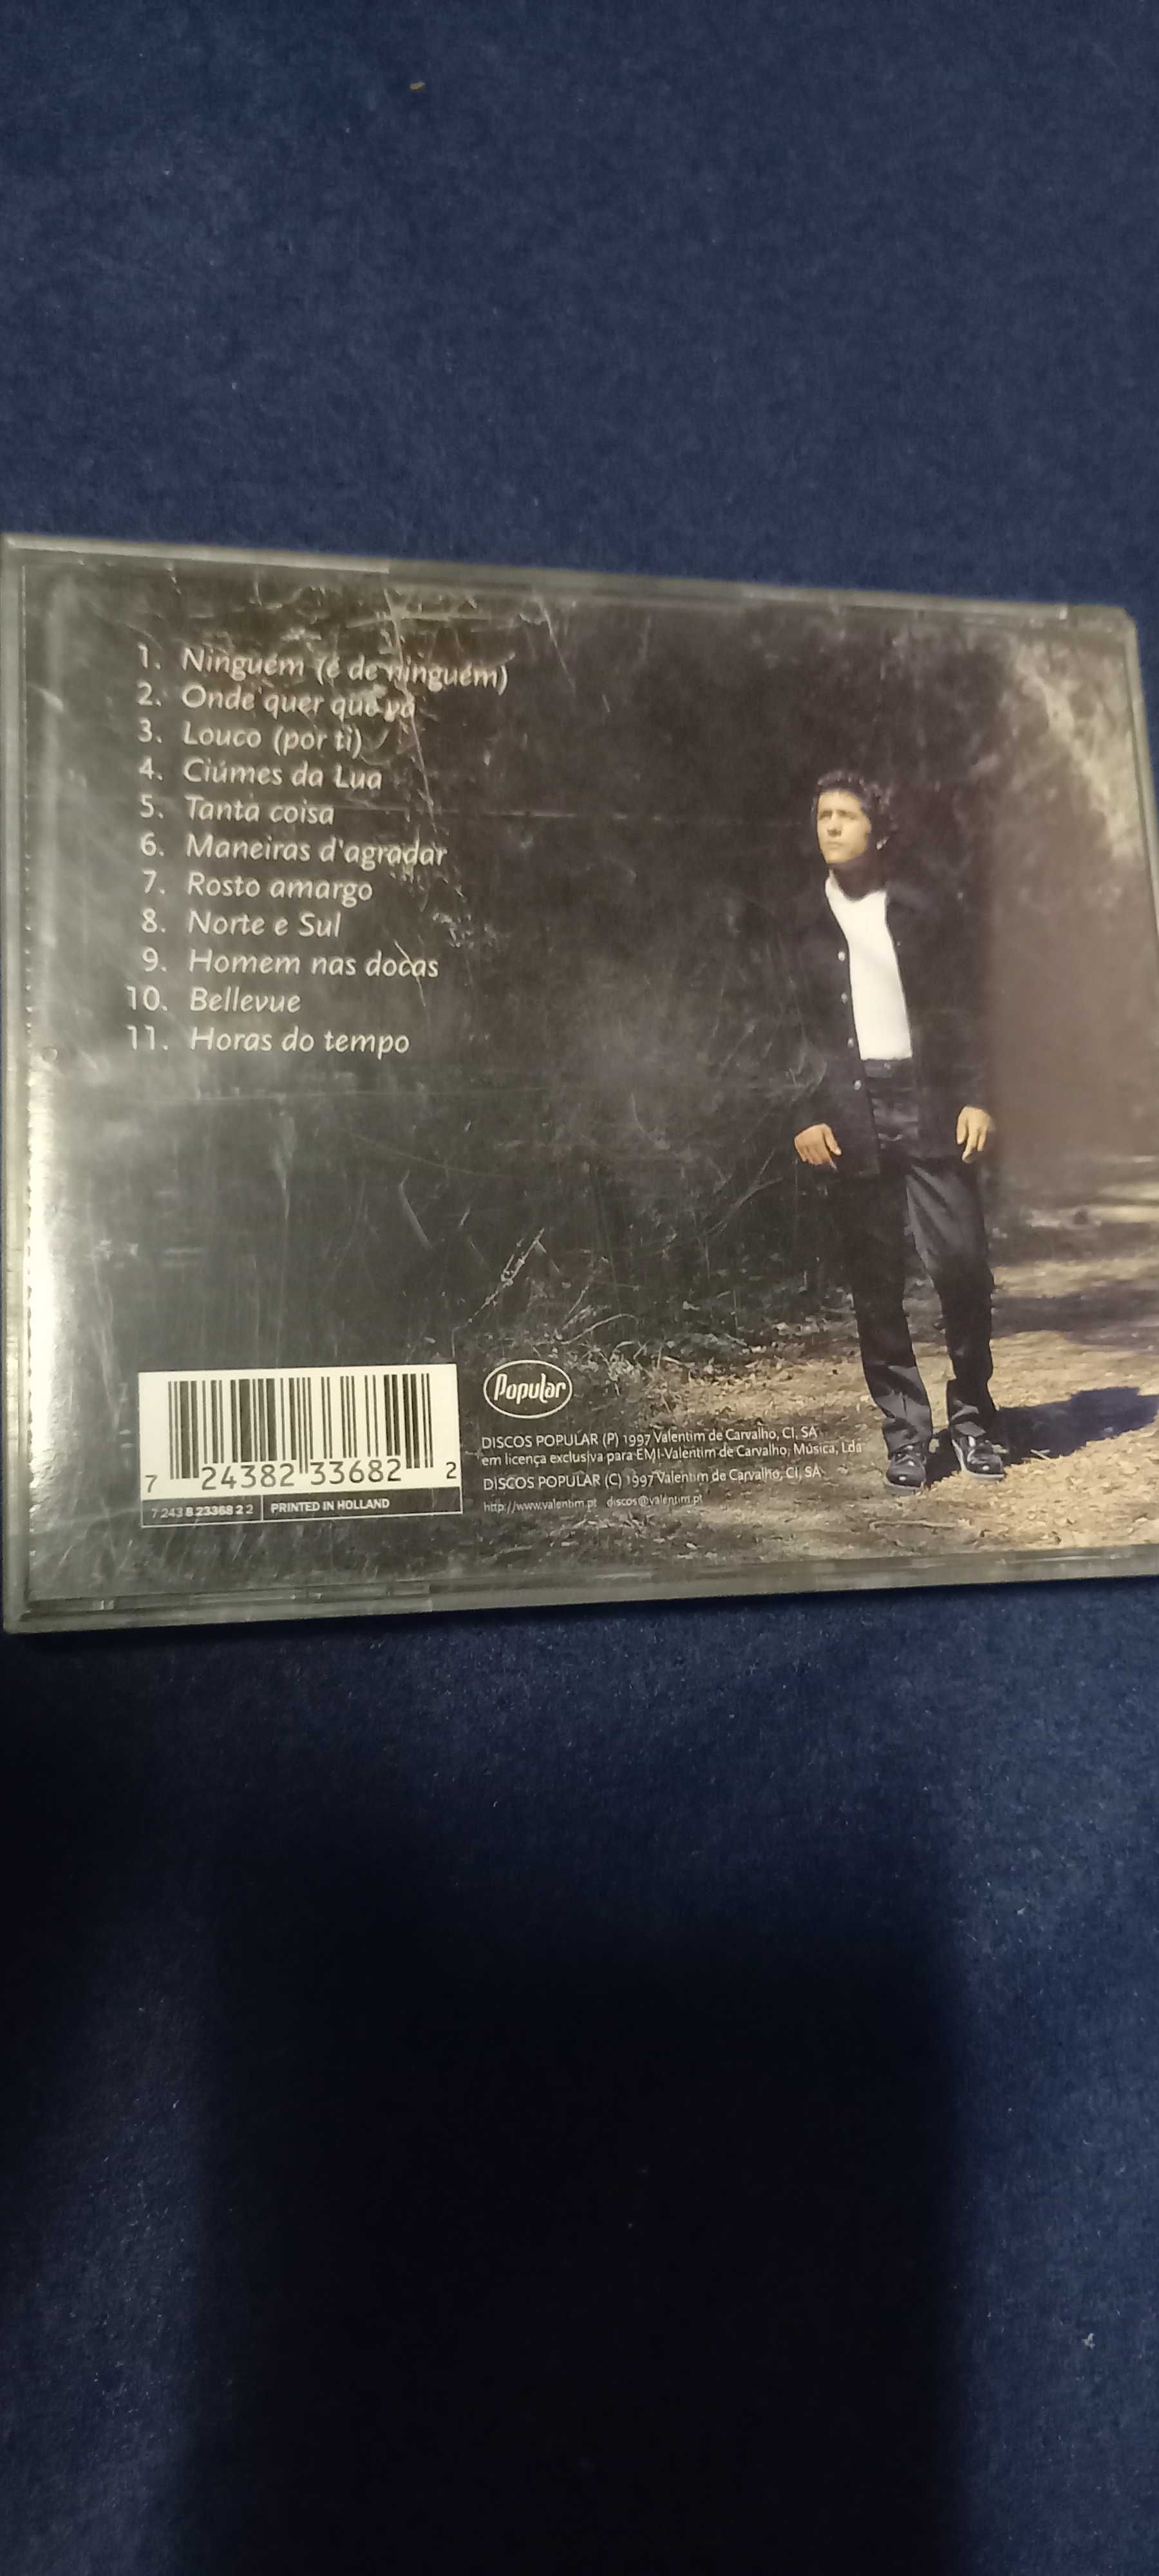 1. Ninguém (é de ninguém)
2. Onde quer que vá
3. Louco (por ti)
4. Ciúmes da Lua
5. Tanta coisa
6. Maneiras d'agradar
7. Rosto amargo
8. Norte e Sul
9. Homem nas docas
10. Bellevue
11. Horas do tempo
Popular
DISCOS POPULAR (P) 1997 Valentim de Carvalho, CI, SA
em licença exclusiva para EMI-Valentim de Carvalho, Música, Lda
DISCOS POPULAR (C) 1997 Valentim de Carvalho, CI, SA
http://www.valentim.pt discos@valentim.pt
7 24382 33682 2
7 243 8 23368 2 2 PRINTED IN HOLLAND